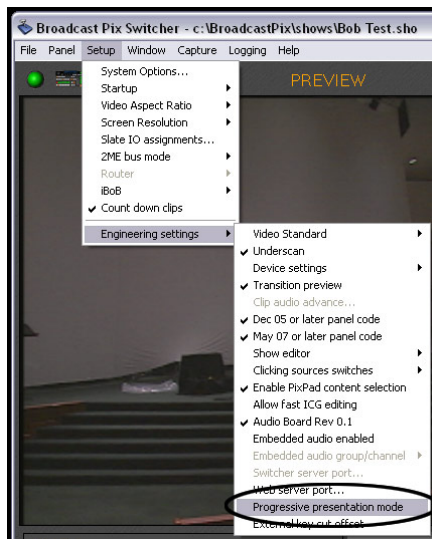 Broadcast Pix Switcher - c:\BroadcastPix\shows\Bob Test.sho
File Panel Setup Window Capture Logging Help
PREVIEW
System Options...
Startup
Video Aspect Ratio
Screen Resolution
Slate IO assignments...
2ME bus mode
Router
iBoB
Count down clips
Engineering settings
Video Standard
Underscan
Device settings
Transition preview
Clip audio advance...
Dec 05 or later panel code
May 07 or later panel code
Show editor
Clicking sources switches
Enable PixPad content selection
Allow fast ICG editing
Audio Board Rev 0.1
Embedded audio enabled
Embedded audio group/channel
Switcher server port...
Web server port...
Progressive presentation mode
External key cut offset